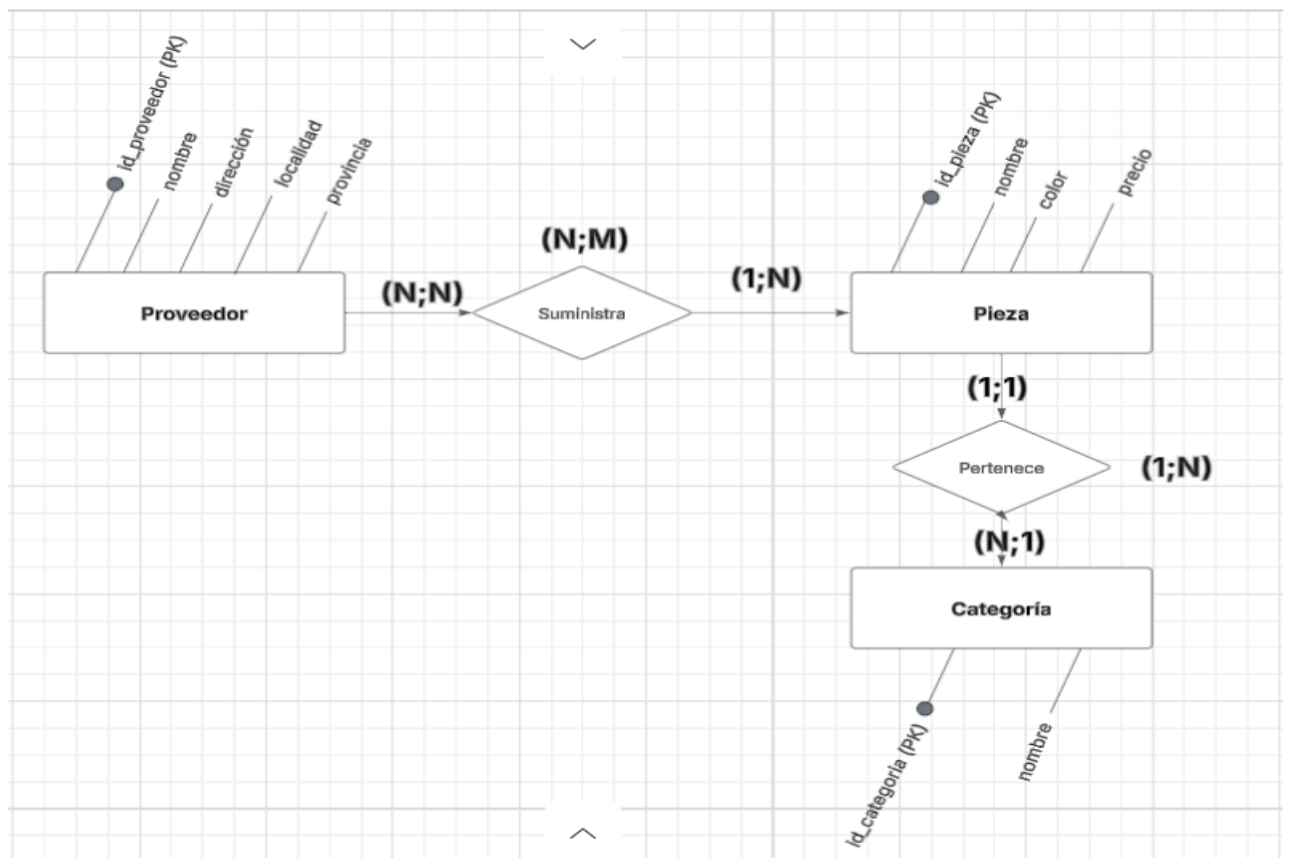 id_proveedor (PK)
nombre
dirección
localidad
provincia
id_pieza (PK)
nombre
color
precio
(N;M)
(N;N)
(1;N)
Proveedor
Suministra
Pieza
(1;1)
Pertenece
(1;N)
(N;1)
Categoría
id_categoria (PK)
nombre